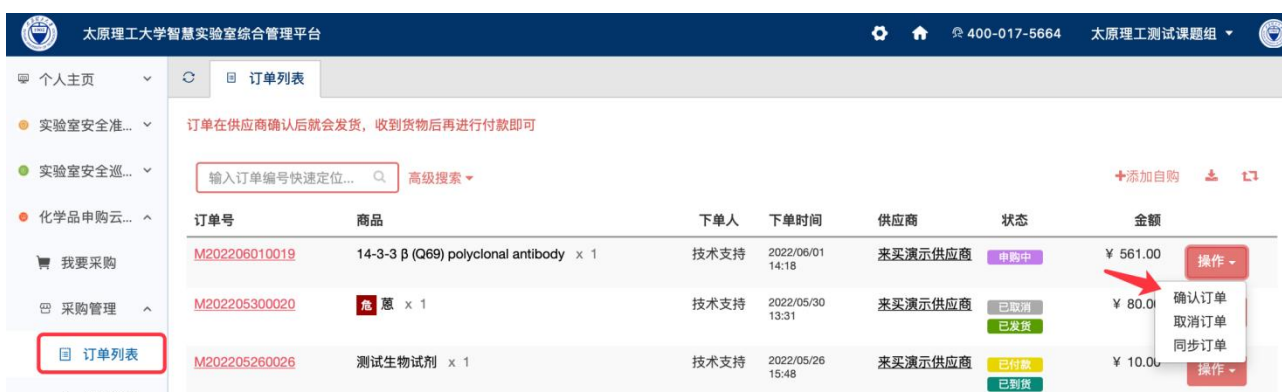 太原理工大学智慧实验室综合管理平台 400-017-5664 太原理工测试课题组
个人主页 订单列表
实验室安全准...
订单在供应商确认后就会发货，收到货物后再进行付款即可
实验室安全巡...
输入订单编号快速定位... 高级搜索 +添加自购
化学品申购云...
订单号 商品 下单人 下单时间 供应商 状态 金额
我要采购
M202206010019 14-3-3 β (Q69) polyclonal antibody × 1 技术支持 2022/06/01 14:18 来买演示供应商 申购中 ¥ 561.00 操作
确认订单
取消订单
同步订单
采购管理
M202205300020 危 蒽 × 1 技术支持 2022/05/30 13:31 来买演示供应商 已取消 已发货 ¥ 80.0
订单列表
M202205260026 测试生物试剂 × 1 技术支持 2022/05/26 15:48 来买演示供应商 已付款 已到货 ¥ 10.00 操作